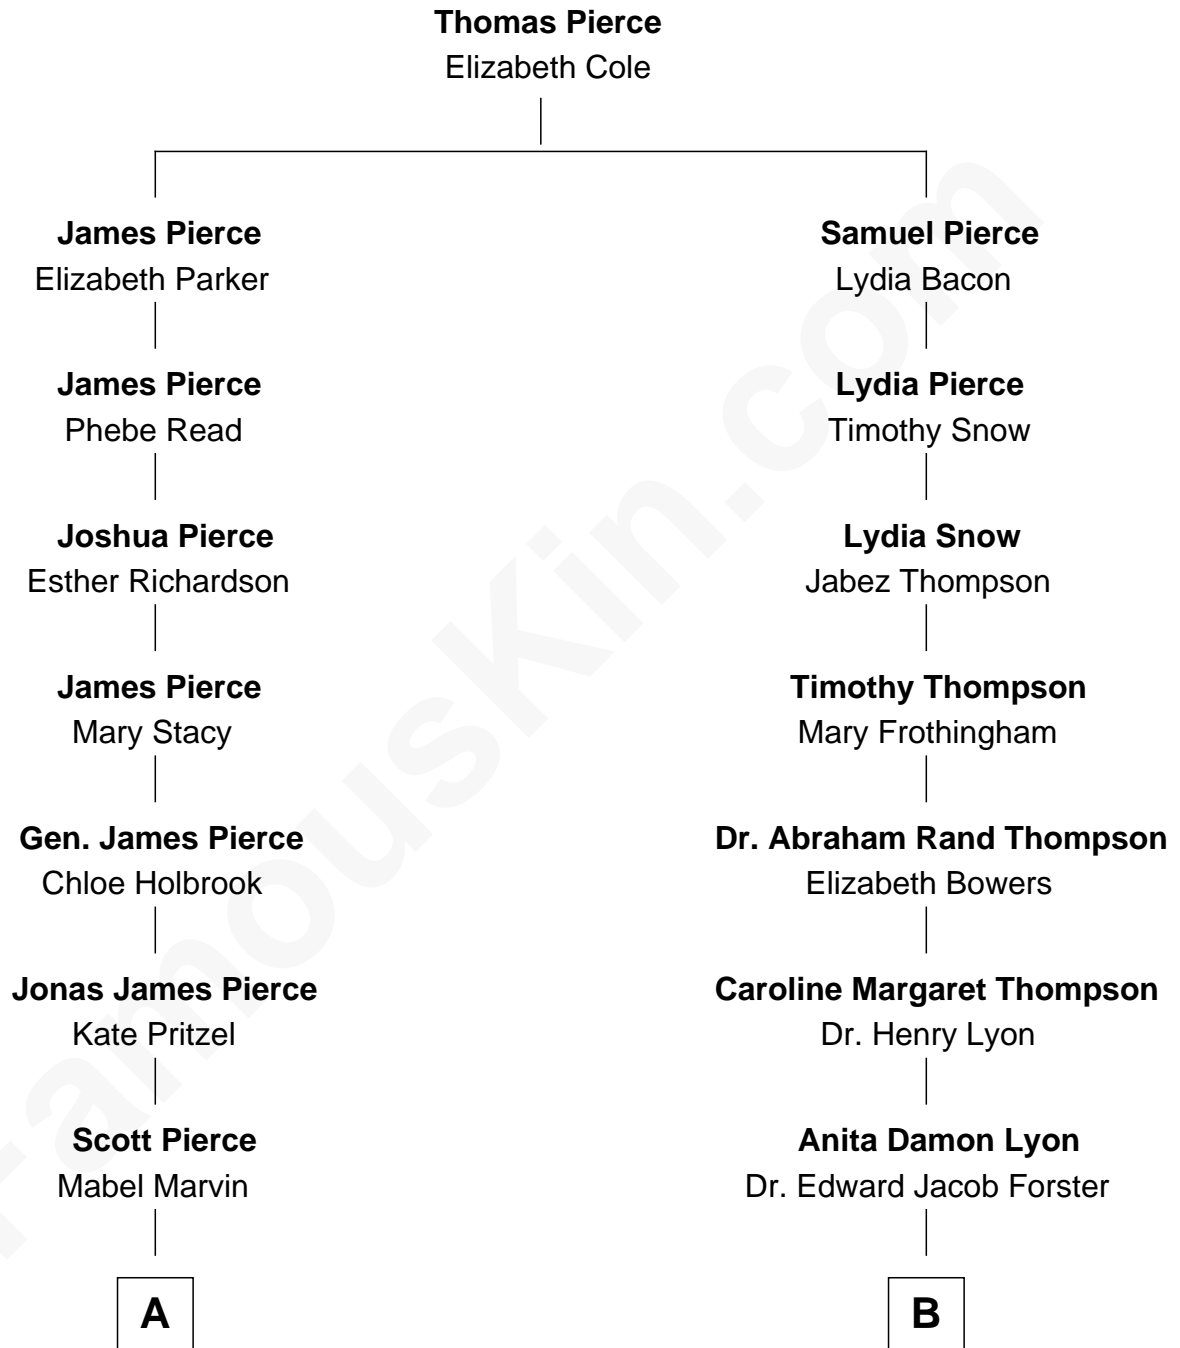 Thomas Pierce
Elizabeth Cole
James Pierce
Elizabeth Parker
Samuel Pierce
Lydia Bacon
James Pierce
Phebe Read
Lydia Pierce
Timothy Snow
Joshua Pierce
Esther Richardson
Lydia Snow
Jabez Thompson
James Pierce
Mary Stacy
Timothy Thompson
Mary Frothingham
Gen. James Pierce
Chloe Holbrook
Dr. Abraham Rand Thompson
Elizabeth Bowers
Jonas James Pierce
Kate Pritzel
Caroline Margaret Thompson
Dr. Henry Lyon
Scott Pierce
Mabel Marvin
Anita Damon Lyon
Dr. Edward Jacob Forster
A
B
FamousKin.com